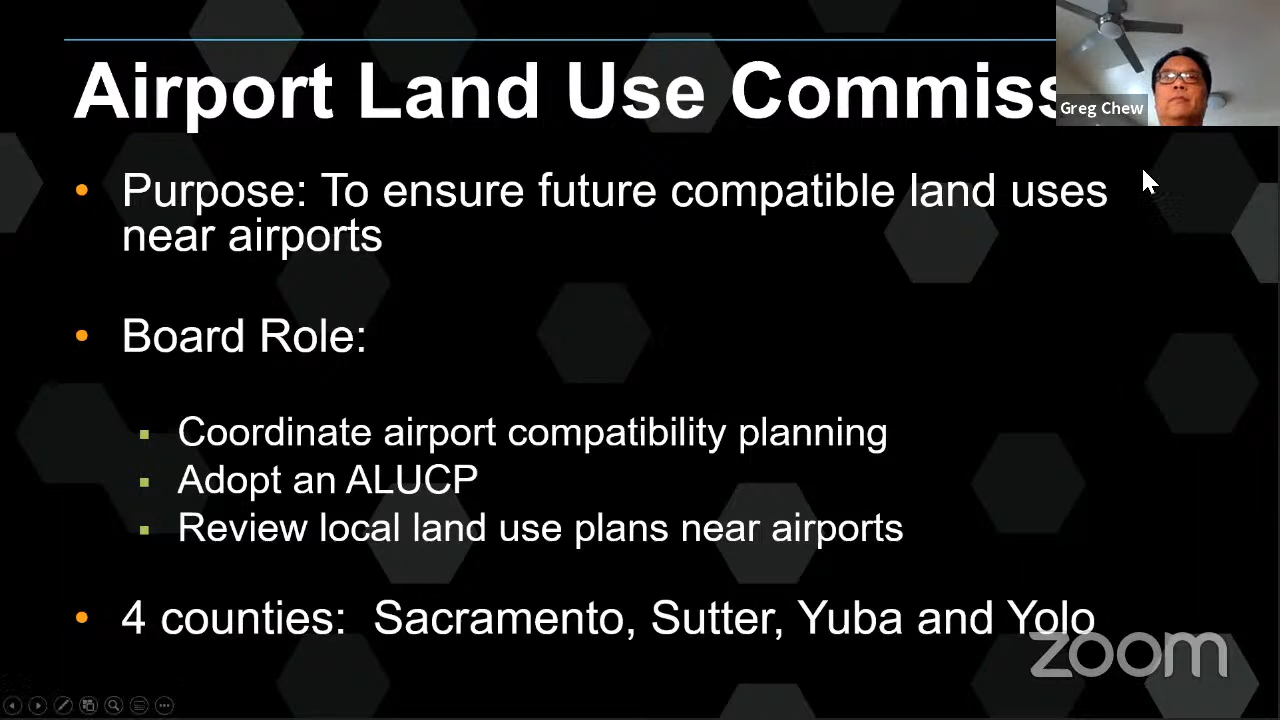 Airport Land Use Commiss
Greg Chew
• Purpose: To ensure future compatible land uses
near airports
• Board Role:
▪ Coordinate airport compatibility planning
▪ Adopt an ALUCP
▪ Review local land use plans near airports
• 4 counties: Sacramento, Sutter, Yuba and Yolo
zoom